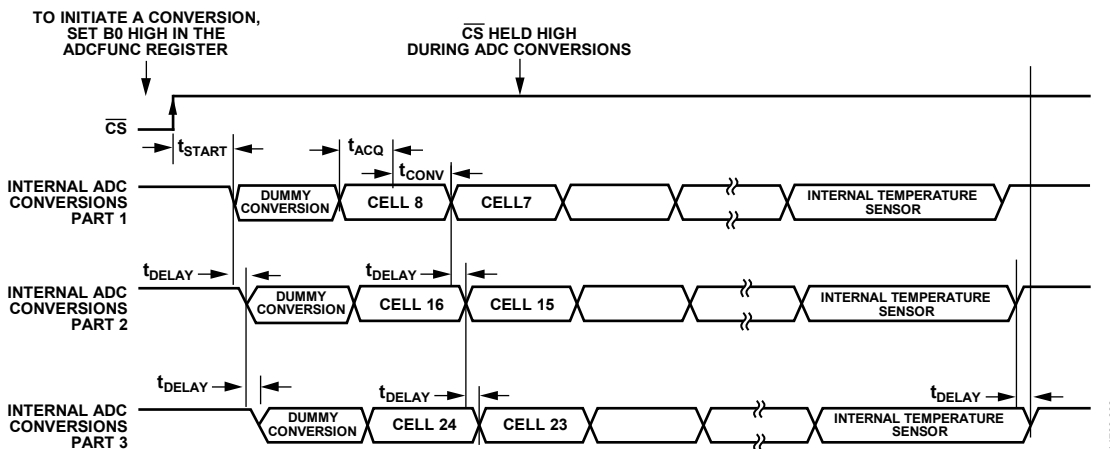 TO INITIATE A CONVERSION,
SET B0 HIGH IN THE
ADCFUNC REGISTER
CS HELD HIGH
DURING ADC CONVERSIONS
CS
tSTART
tACQ
tCONV
INTERNAL ADC
CONVERSIONS
PART 1
DUMMY
CONVERSION
CELL 8
CELL7
INTERNAL TEMPERATURE
SENSOR
tDELAY
tDELAY
INTERNAL ADC
CONVERSIONS
PART 2
DUMMY
CONVERSION
CELL 16
CELL 15
INTERNAL TEMPERATURE
SENSOR
tDELAY
tDELAY
tDELAY
INTERNAL ADC
CONVERSIONS
PART 3
DUMMY
CONVERSION
CELL 24
CELL 23
INTERNAL TEMPERATURE
SENSOR